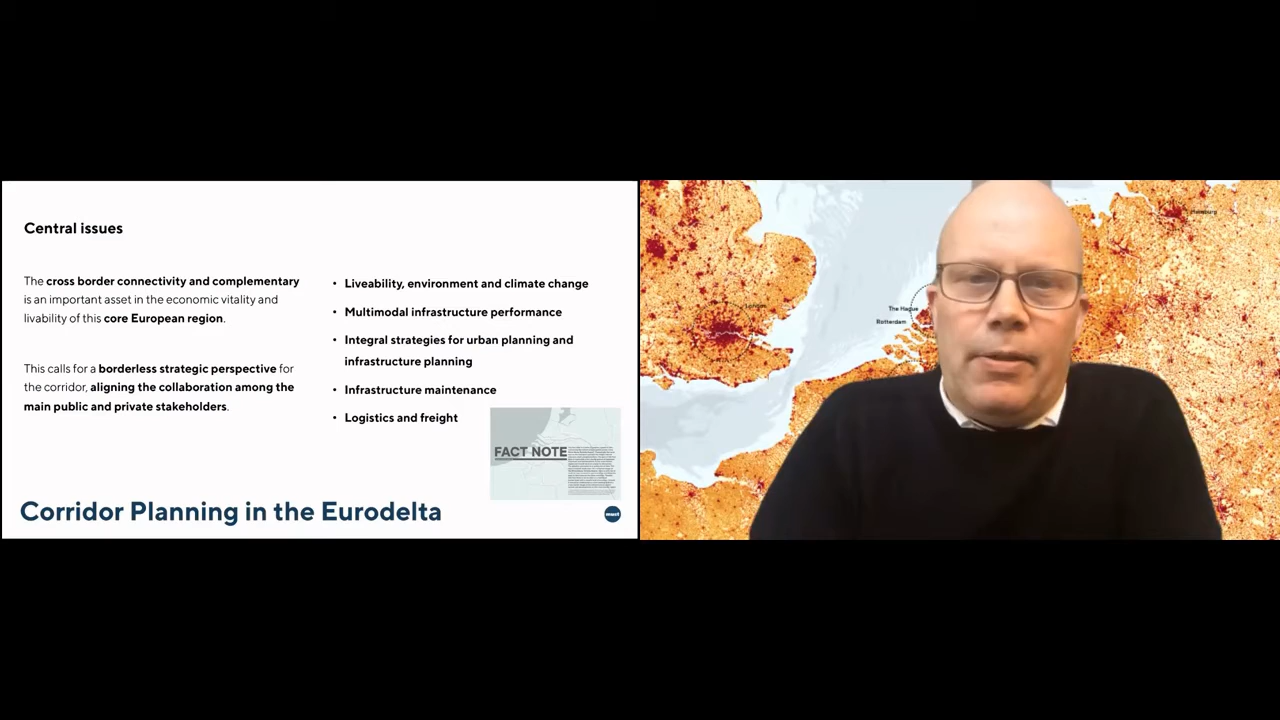 Central issues
The cross border connectivity and complementary
is an important asset in the economic vitality and
livability of this core European region.
This calls for a borderless strategic perspective for
the corridor, aligning the collaboration among the
main public and private stakeholders.
• Liveability, environment and climate change
• Multimodal infrastructure performance
• Integral strategies for urban planning and
infrastructure planning
• Infrastructure maintenance
• Logistics and freight
FACT NOTE
Corridor Planning in the Eurodelta
must
London
The Hague
Rotterdam
Hamburg